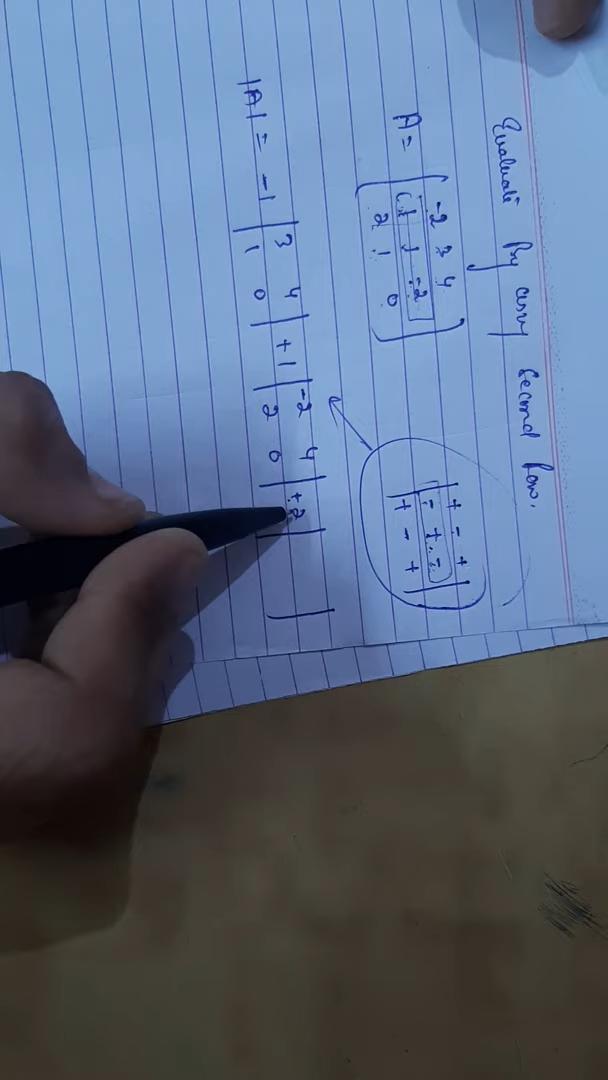 Evaluate By using Second Row.
A = [ -2 3 4
1 1 -2
2 1 0 ]
+ - +
- + -
+ - +
|A| = -1 | 3 4 | +1 | -2 4 | +2 | |
1 0 2 0